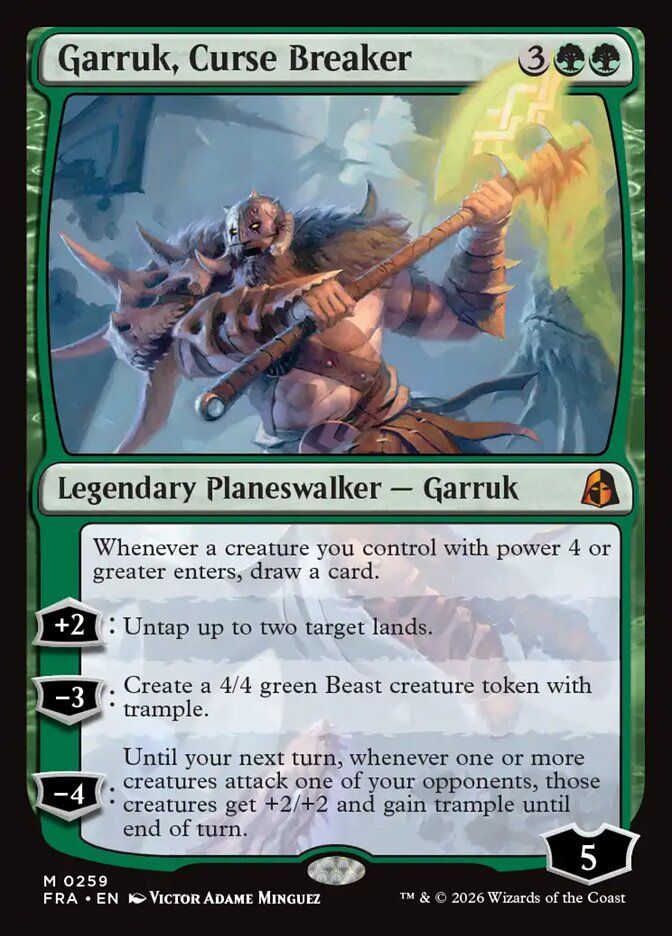 Garruk, Curse Breaker 3
Legendary Planeswalker — Garruk
Whenever a creature you control with power 4 or
greater enters, draw a card.
+2: Untap up to two target lands.
−3: Create a 4/4 green Beast creature token with
trample.
Until your next turn, whenever one or more
−4: creatures attack one of your opponents, those
creatures get +2/+2 and gain trample until
end of turn.
5
M 0259
FRA • EN VICTOR ADAME MINGUEZ
™ & © 2026 Wizards of the Coast